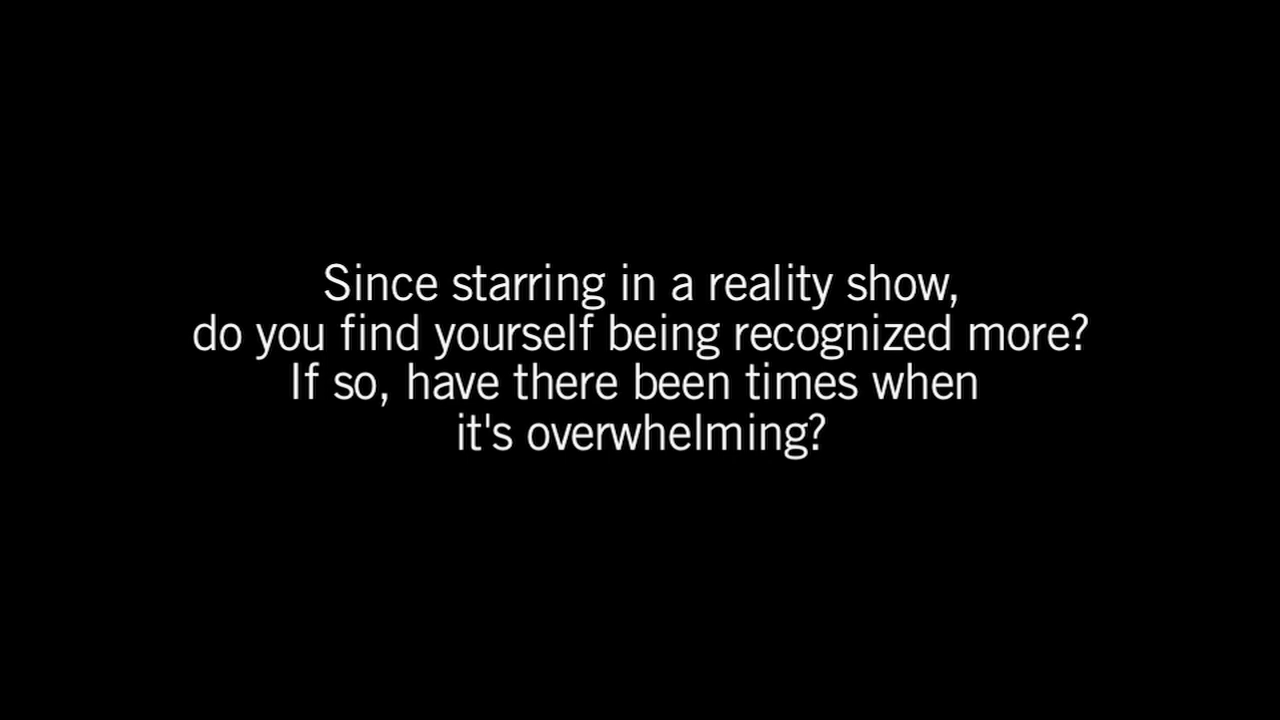 Since starring in a reality show,
do you find yourself being recognized more?
If so, have there been times when
it's overwhelming?